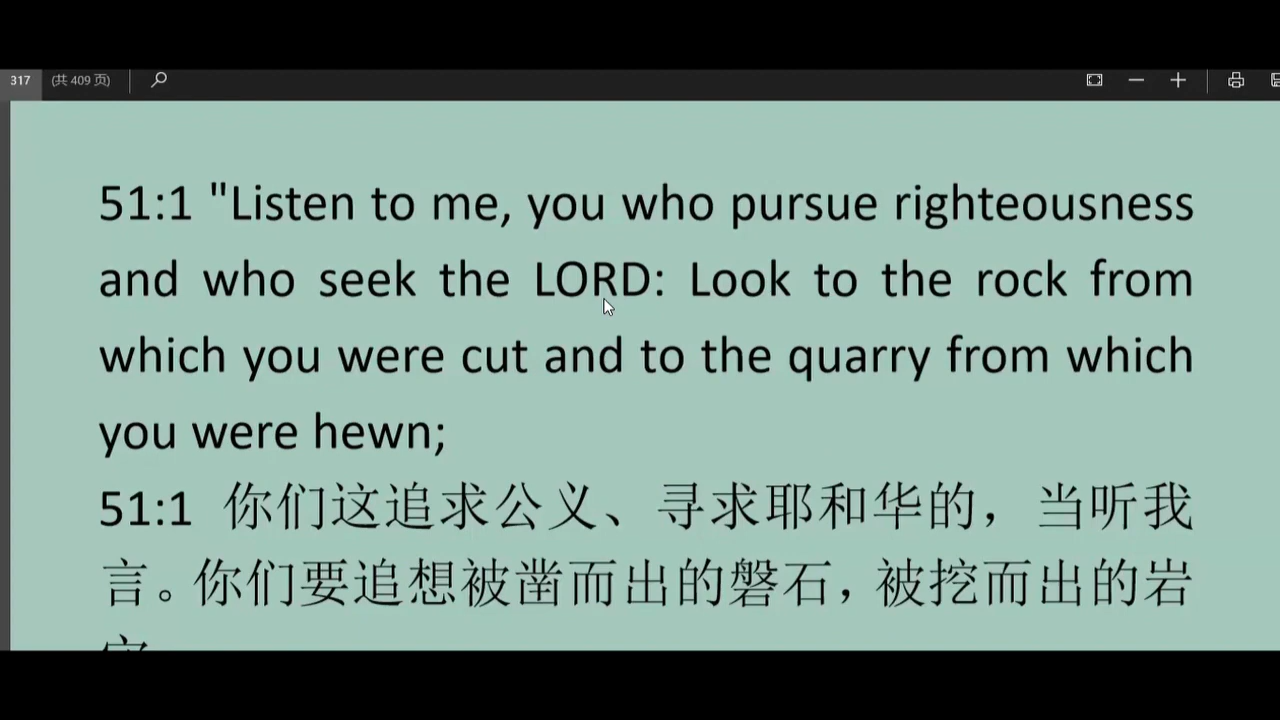 317 (共 409 页)
51:1 "Listen to me, you who pursue righteousness
and who seek the LORD: Look to the rock from
which you were cut and to the quarry from which
you were hewn;
51:1 你们这追求公义、寻求耶和华的，当听我
言。你们要追想被凿而出的磐石，被挖而出的岩